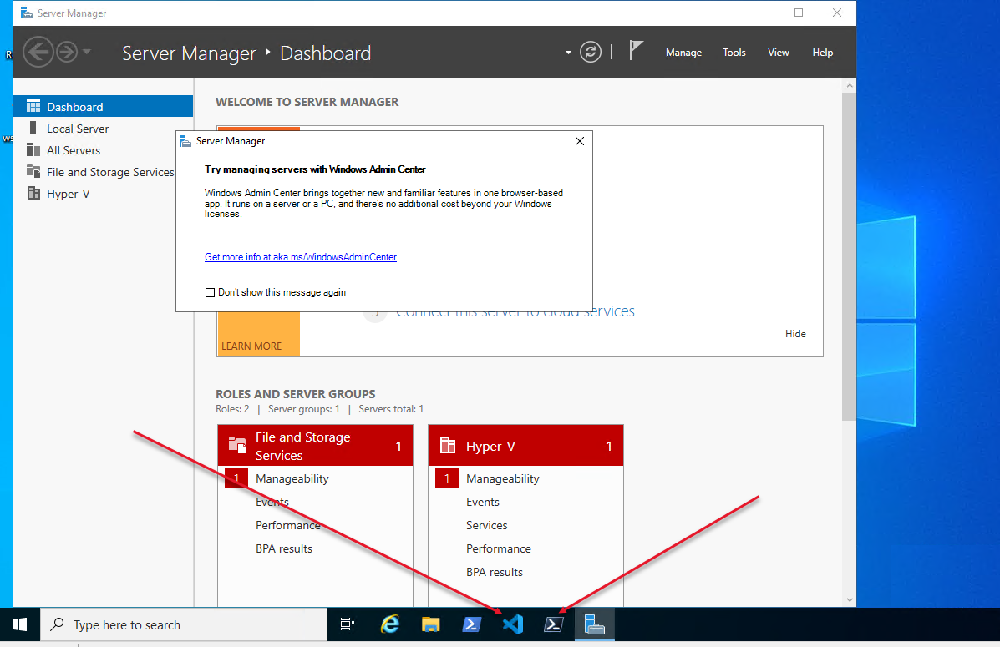 Server Manager
Server Manager
Dashboard
Manage
Tools
View
Help
Dashboard
Local Server
All Servers
File and Storage Services
Hyper-V
WELCOME TO SERVER MANAGER
Server Manager
Try managing servers with Windows Admin Center
Windows Admin Center brings together new and familiar features in one browser-based
app. It runs on a server or a PC, and there's no additional cost beyond your Windows
licenses.
Get more info at aka.ms/WindowsAdminCenter
Don't show this message again
5 Connect this server to cloud services
Hide
LEARN MORE
ROLES AND SERVER GROUPS
Roles: 2 | Server groups: 1 | Servers total: 1
File and Storage
Services
1
1 Manageability
Events
Performance
BPA results
Hyper-V 1
1 Manageability
Events
Services
Performance
BPA results
Type here to search